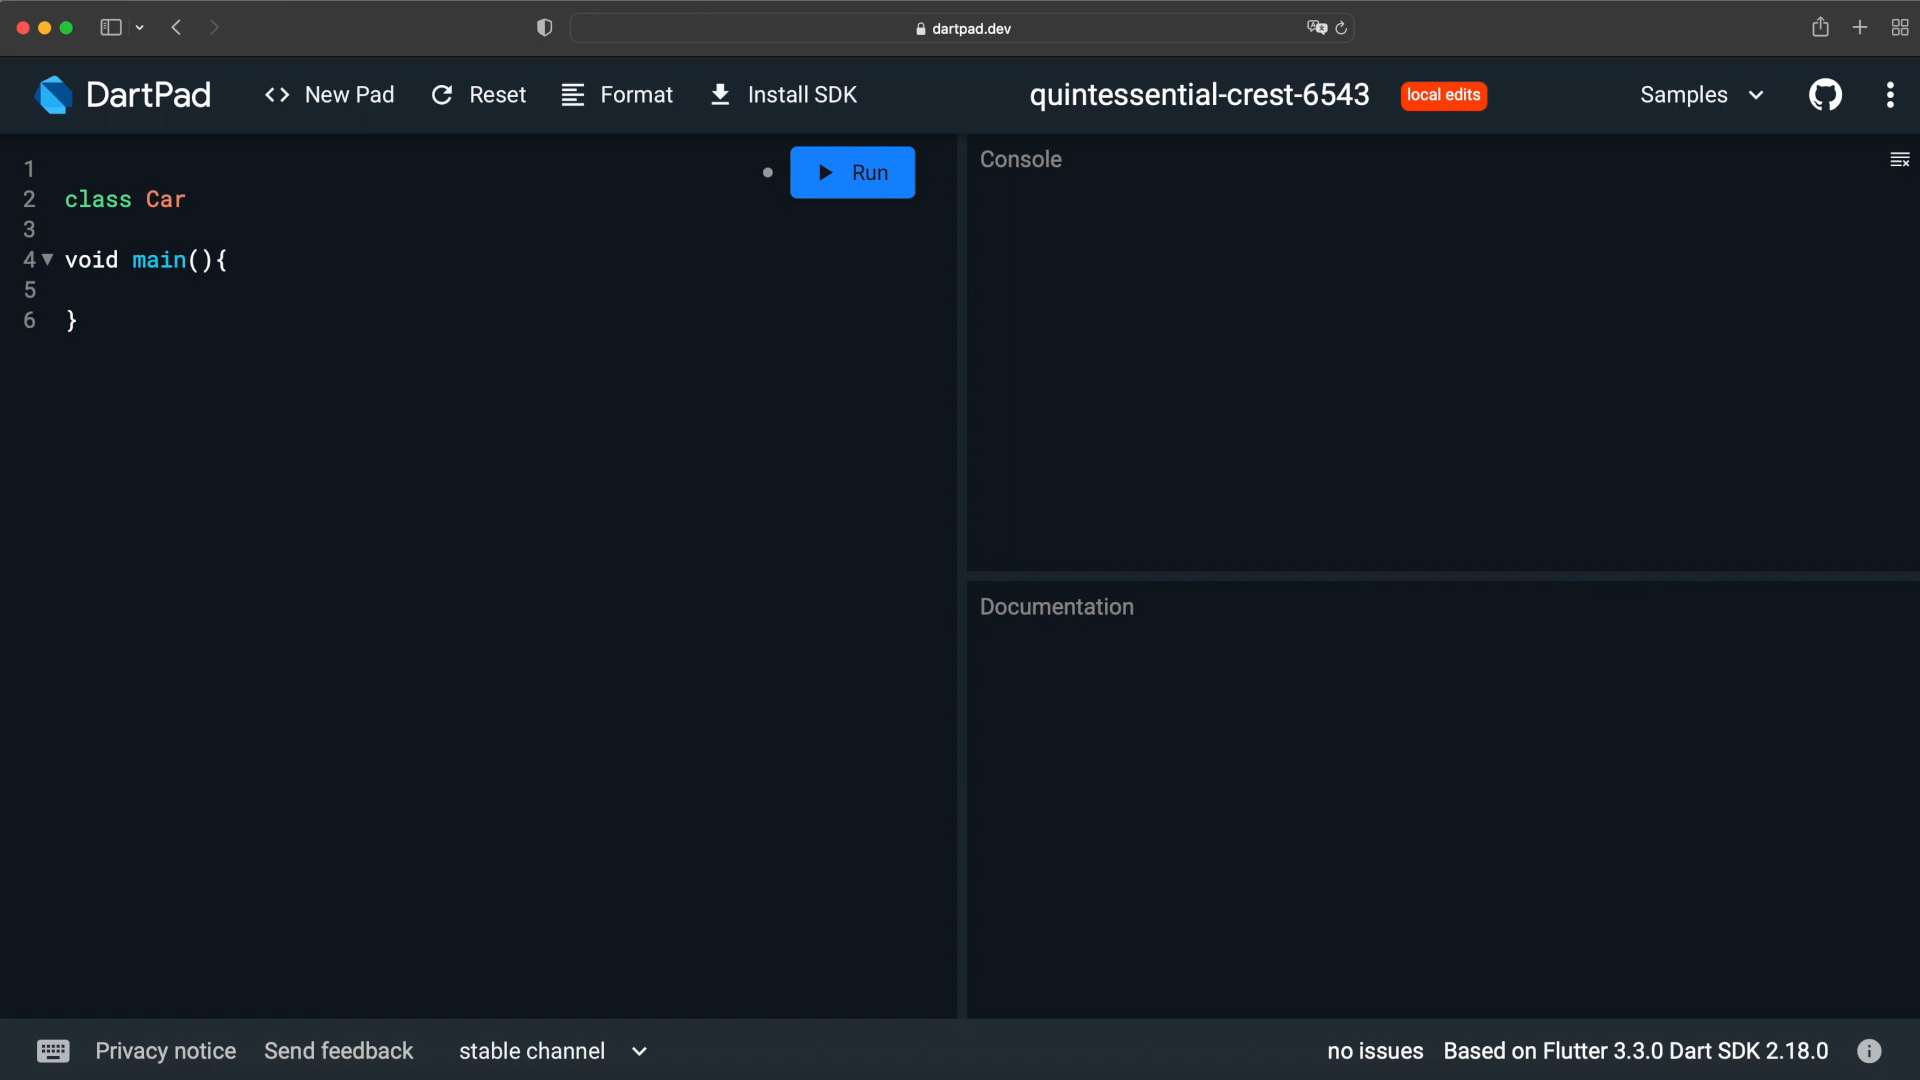 dartpad.dev
DartPad
New Pad
Reset
Format
Install SDK
quintessential-crest-6543
local edits
Samples
Run
1
2 class Car
3
4 void main(){
5
6 }
Console
Documentation
Privacy notice
Send feedback
stable channel
no issues
Based on Flutter 3.3.0 Dart SDK 2.18.0